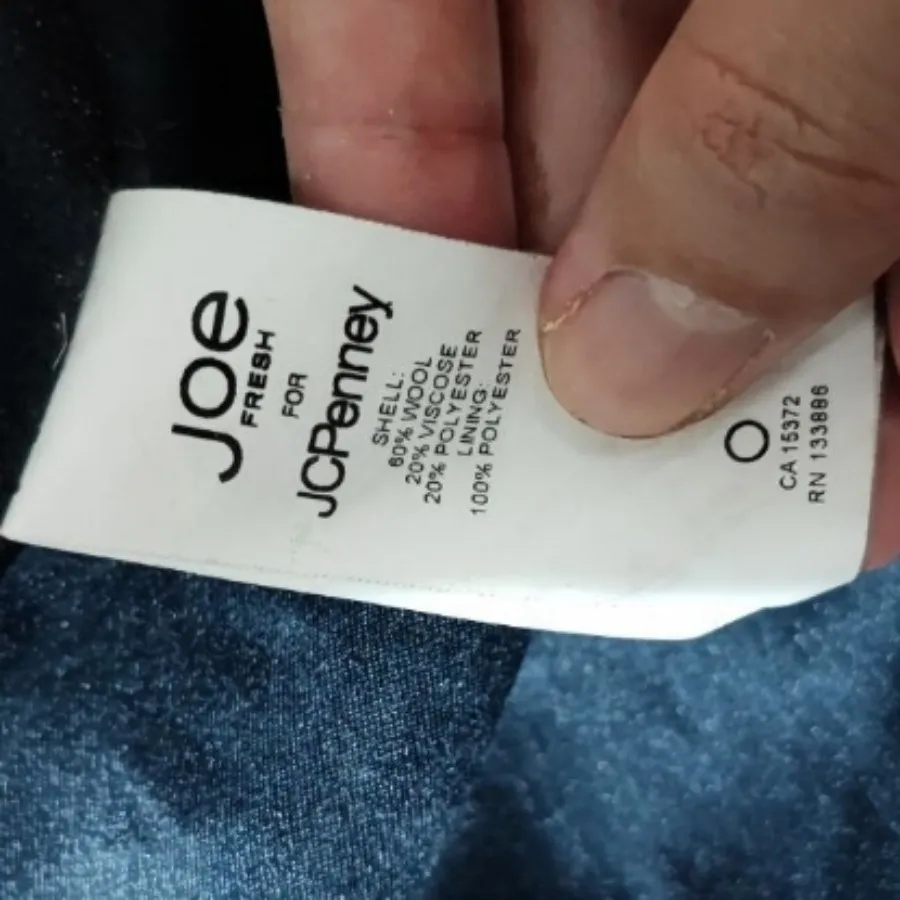 Joe
FRESH
FOR
JCPenney
SHELL:
60% WOOL
20% VISCOSE
20% POLYESTER
LINING:
100% POLYESTER
CA 15372
RN 133886